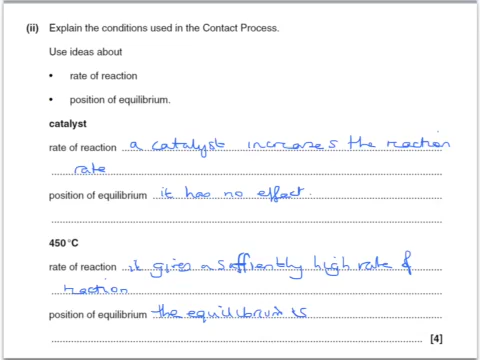 (ii) Explain the conditions used in the Contact Process.
Use ideas about
• rate of reaction
• position of equilibrium.
catalyst
rate of reaction a catalyst increases the reaction
rate
position of equilibrium it has no effect.
450 °C
rate of reaction it gives a sufficiently high rate of
reaction
position of equilibrium the equilibrium is
[4]